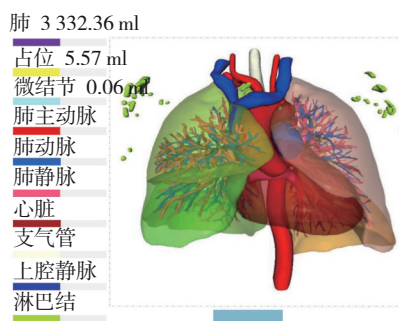 肺 3 332.36 ml
占位 5.57 ml
微结节 0.06 ml
肺主动脉
肺动脉
肺静脉
心脏
支气管
上腔静脉
淋巴结